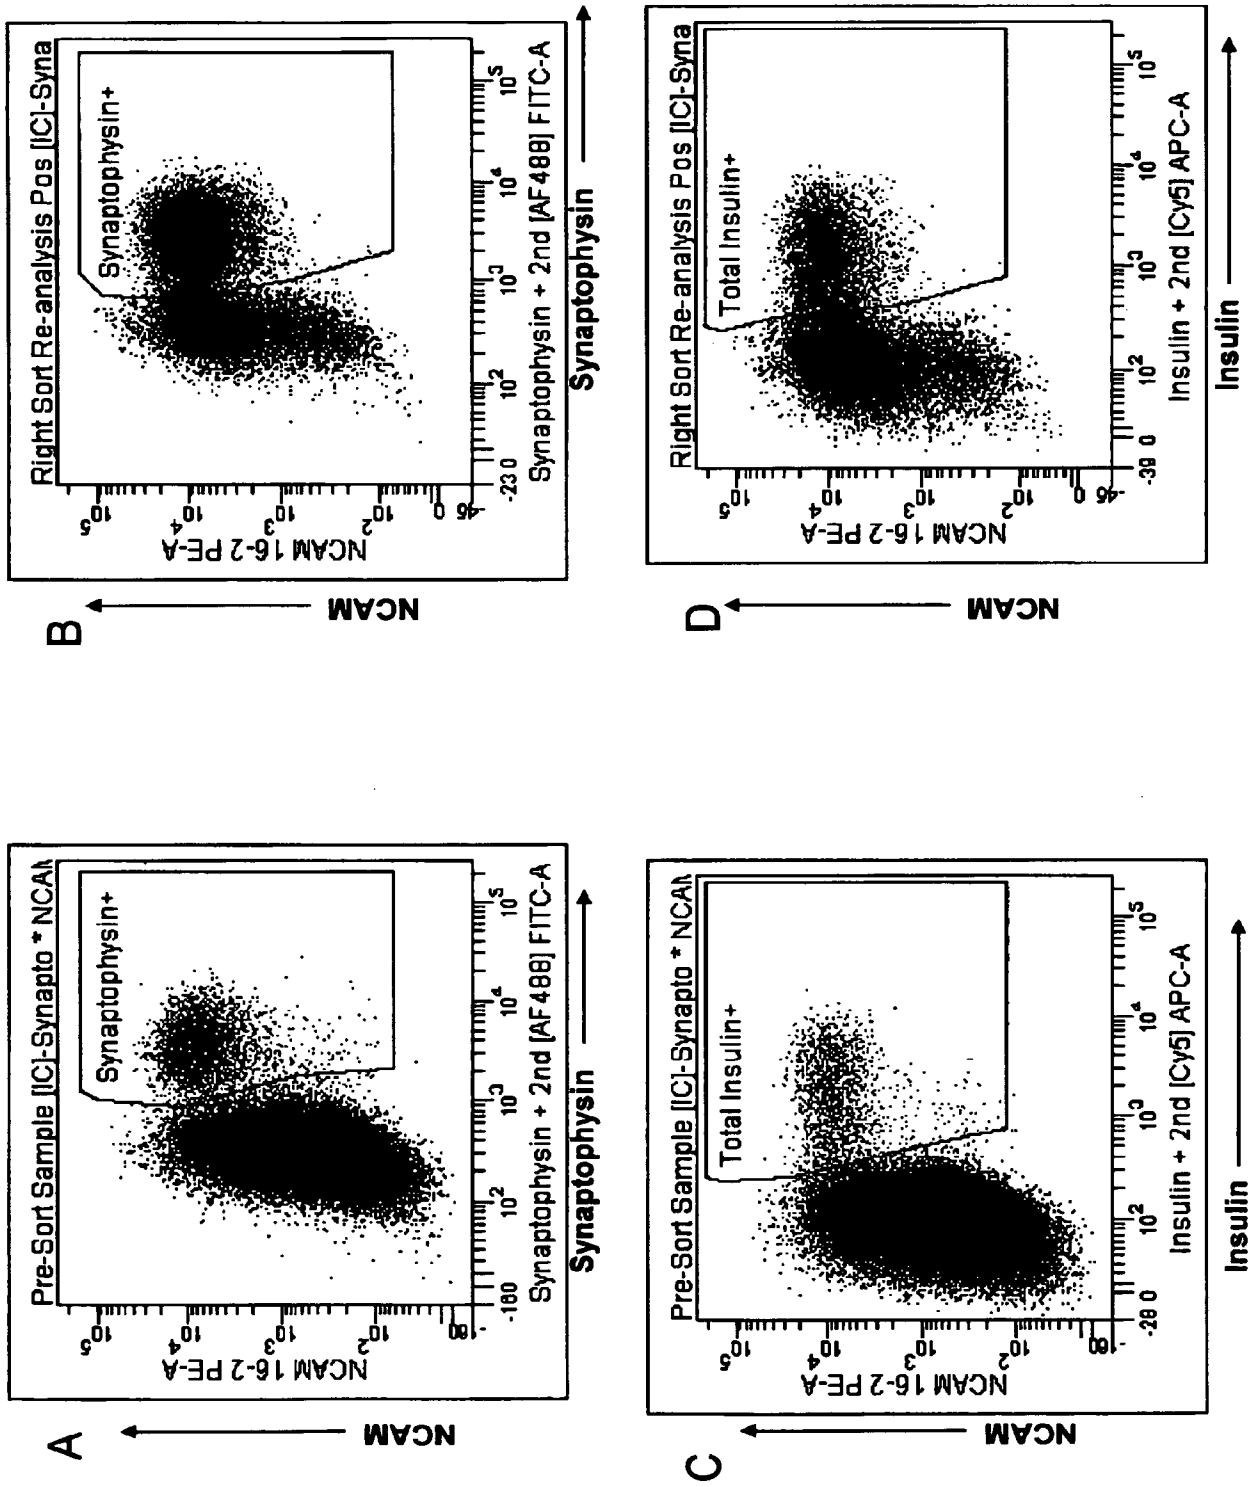 A
Pre-Sort Sample [IC]-Synapto * NCAM
Synaptophysin+
NCAM 16-2 PE-A
10^5
10^4
10^3
10^2
-180
10^2
10^3
10^4
10^5
Synaptophysin + 2nd [AF488] FITC-A
NCAM
Synaptophysin
B
Right Sort Re-analysis Pos [IC]-Syna
Synaptophysin+
NCAM 16-2 PE-A
10^5
10^4
10^3
10^2
0
-45
-23 0
10^2
10^3
10^4
10^5
Synaptophysin + 2nd [AF488] FITC-A
NCAM
Synaptophysin
C
Pre-Sort Sample [IC]-Synapto * NCAM
Total Insulin+
NCAM 16-2 PE-A
10^5
10^4
10^3
10^2
-28 0
10^2
10^3
10^4
10^5
Insulin + 2nd [Cy5] APC-A
NCAM
Insulin
D
Right Sort Re-analysis Pos [IC]-Syna
Total Insulin+
NCAM 16-2 PE-A
10^5
10^4
10^3
10^2
0
-45
-39 0
10^2
10^3
10^4
10^5
Insulin + 2nd [Cy5] APC-A
NCAM
Insulin